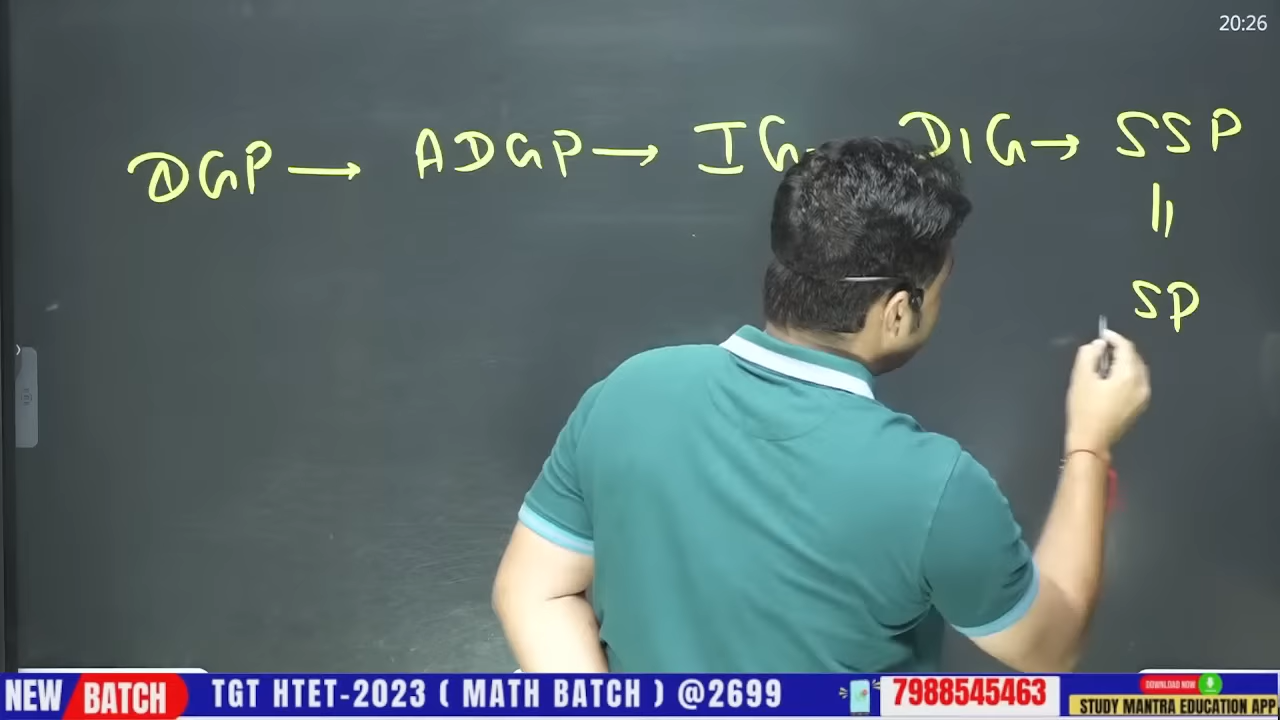 20:26
DGP → ADGP → IG DIG → SSP
||
SP
NEW BATCH TGT HTET-2023 ( MATH BATCH ) @2699 7988545463 DOWNLOAD NOW
STUDY MANTRA EDUCATION APP